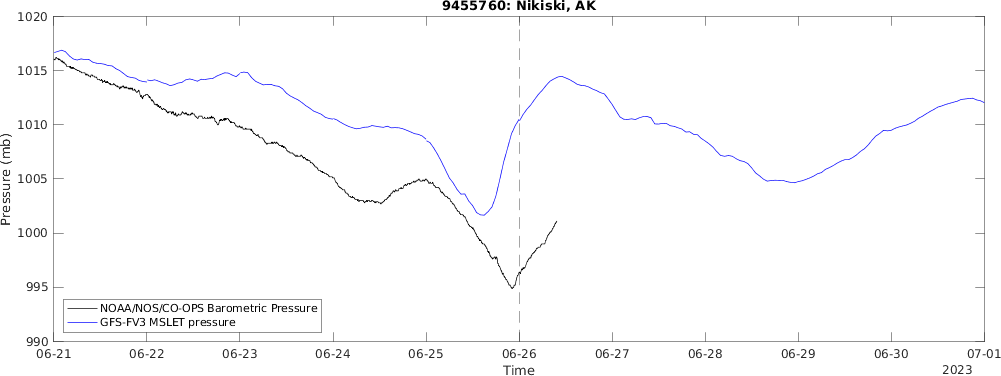 9455760: Nikiski, AK
1020
1015
1010
1005
1000
995
990
Pressure (mb)
NOAA/NOS/CO-OPS Barometric Pressure
GFS-FV3 MSLET pressure
06-21 06-22 06-23 06-24 06-25 06-26 06-27 06-28 06-29 06-30 07-01
Time
2023